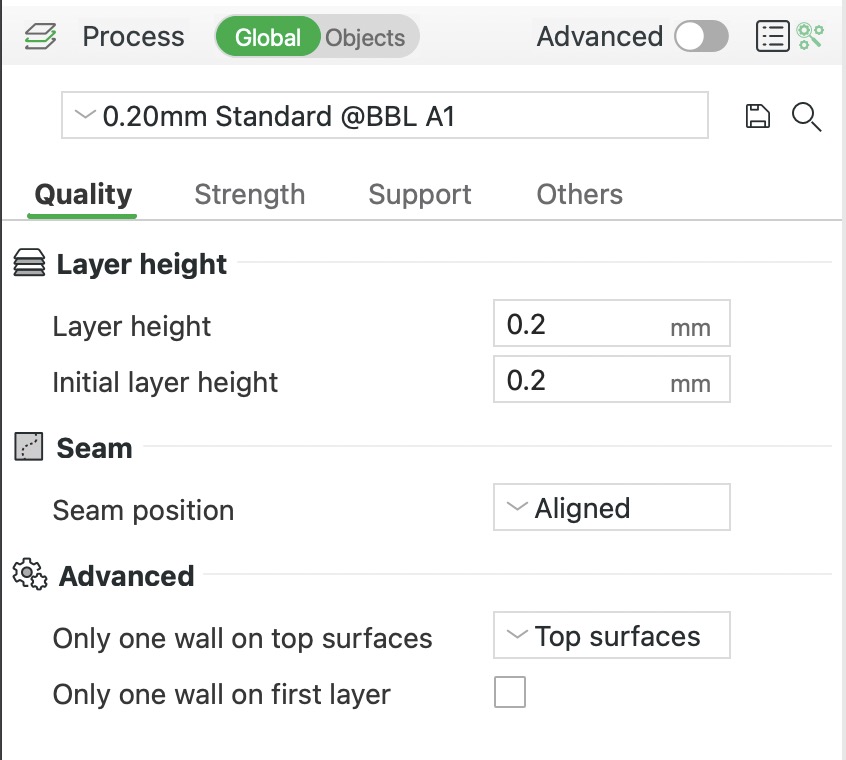 Process Global Objects Advanced
0.20mm Standard @BBL A1
Quality Strength Support Others
Layer height
Layer height 0.2 mm
Initial layer height 0.2 mm
Seam
Seam position Aligned
Advanced
Only one wall on top surfaces Top surfaces
Only one wall on first layer